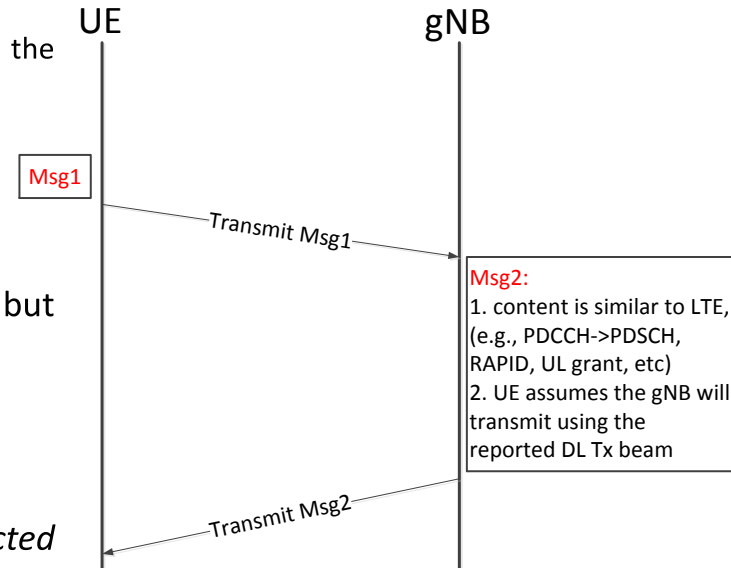 UE
gNB
the
Msg1
Transmit Msg1
Msg2:
1. content is similar to LTE,
(e.g., PDCCH->PDSCH,
RAPID, UL grant, etc)
2. UE assumes the gNB will
transmit using the
reported DL Tx beam
but
Transmit Msg2
cted